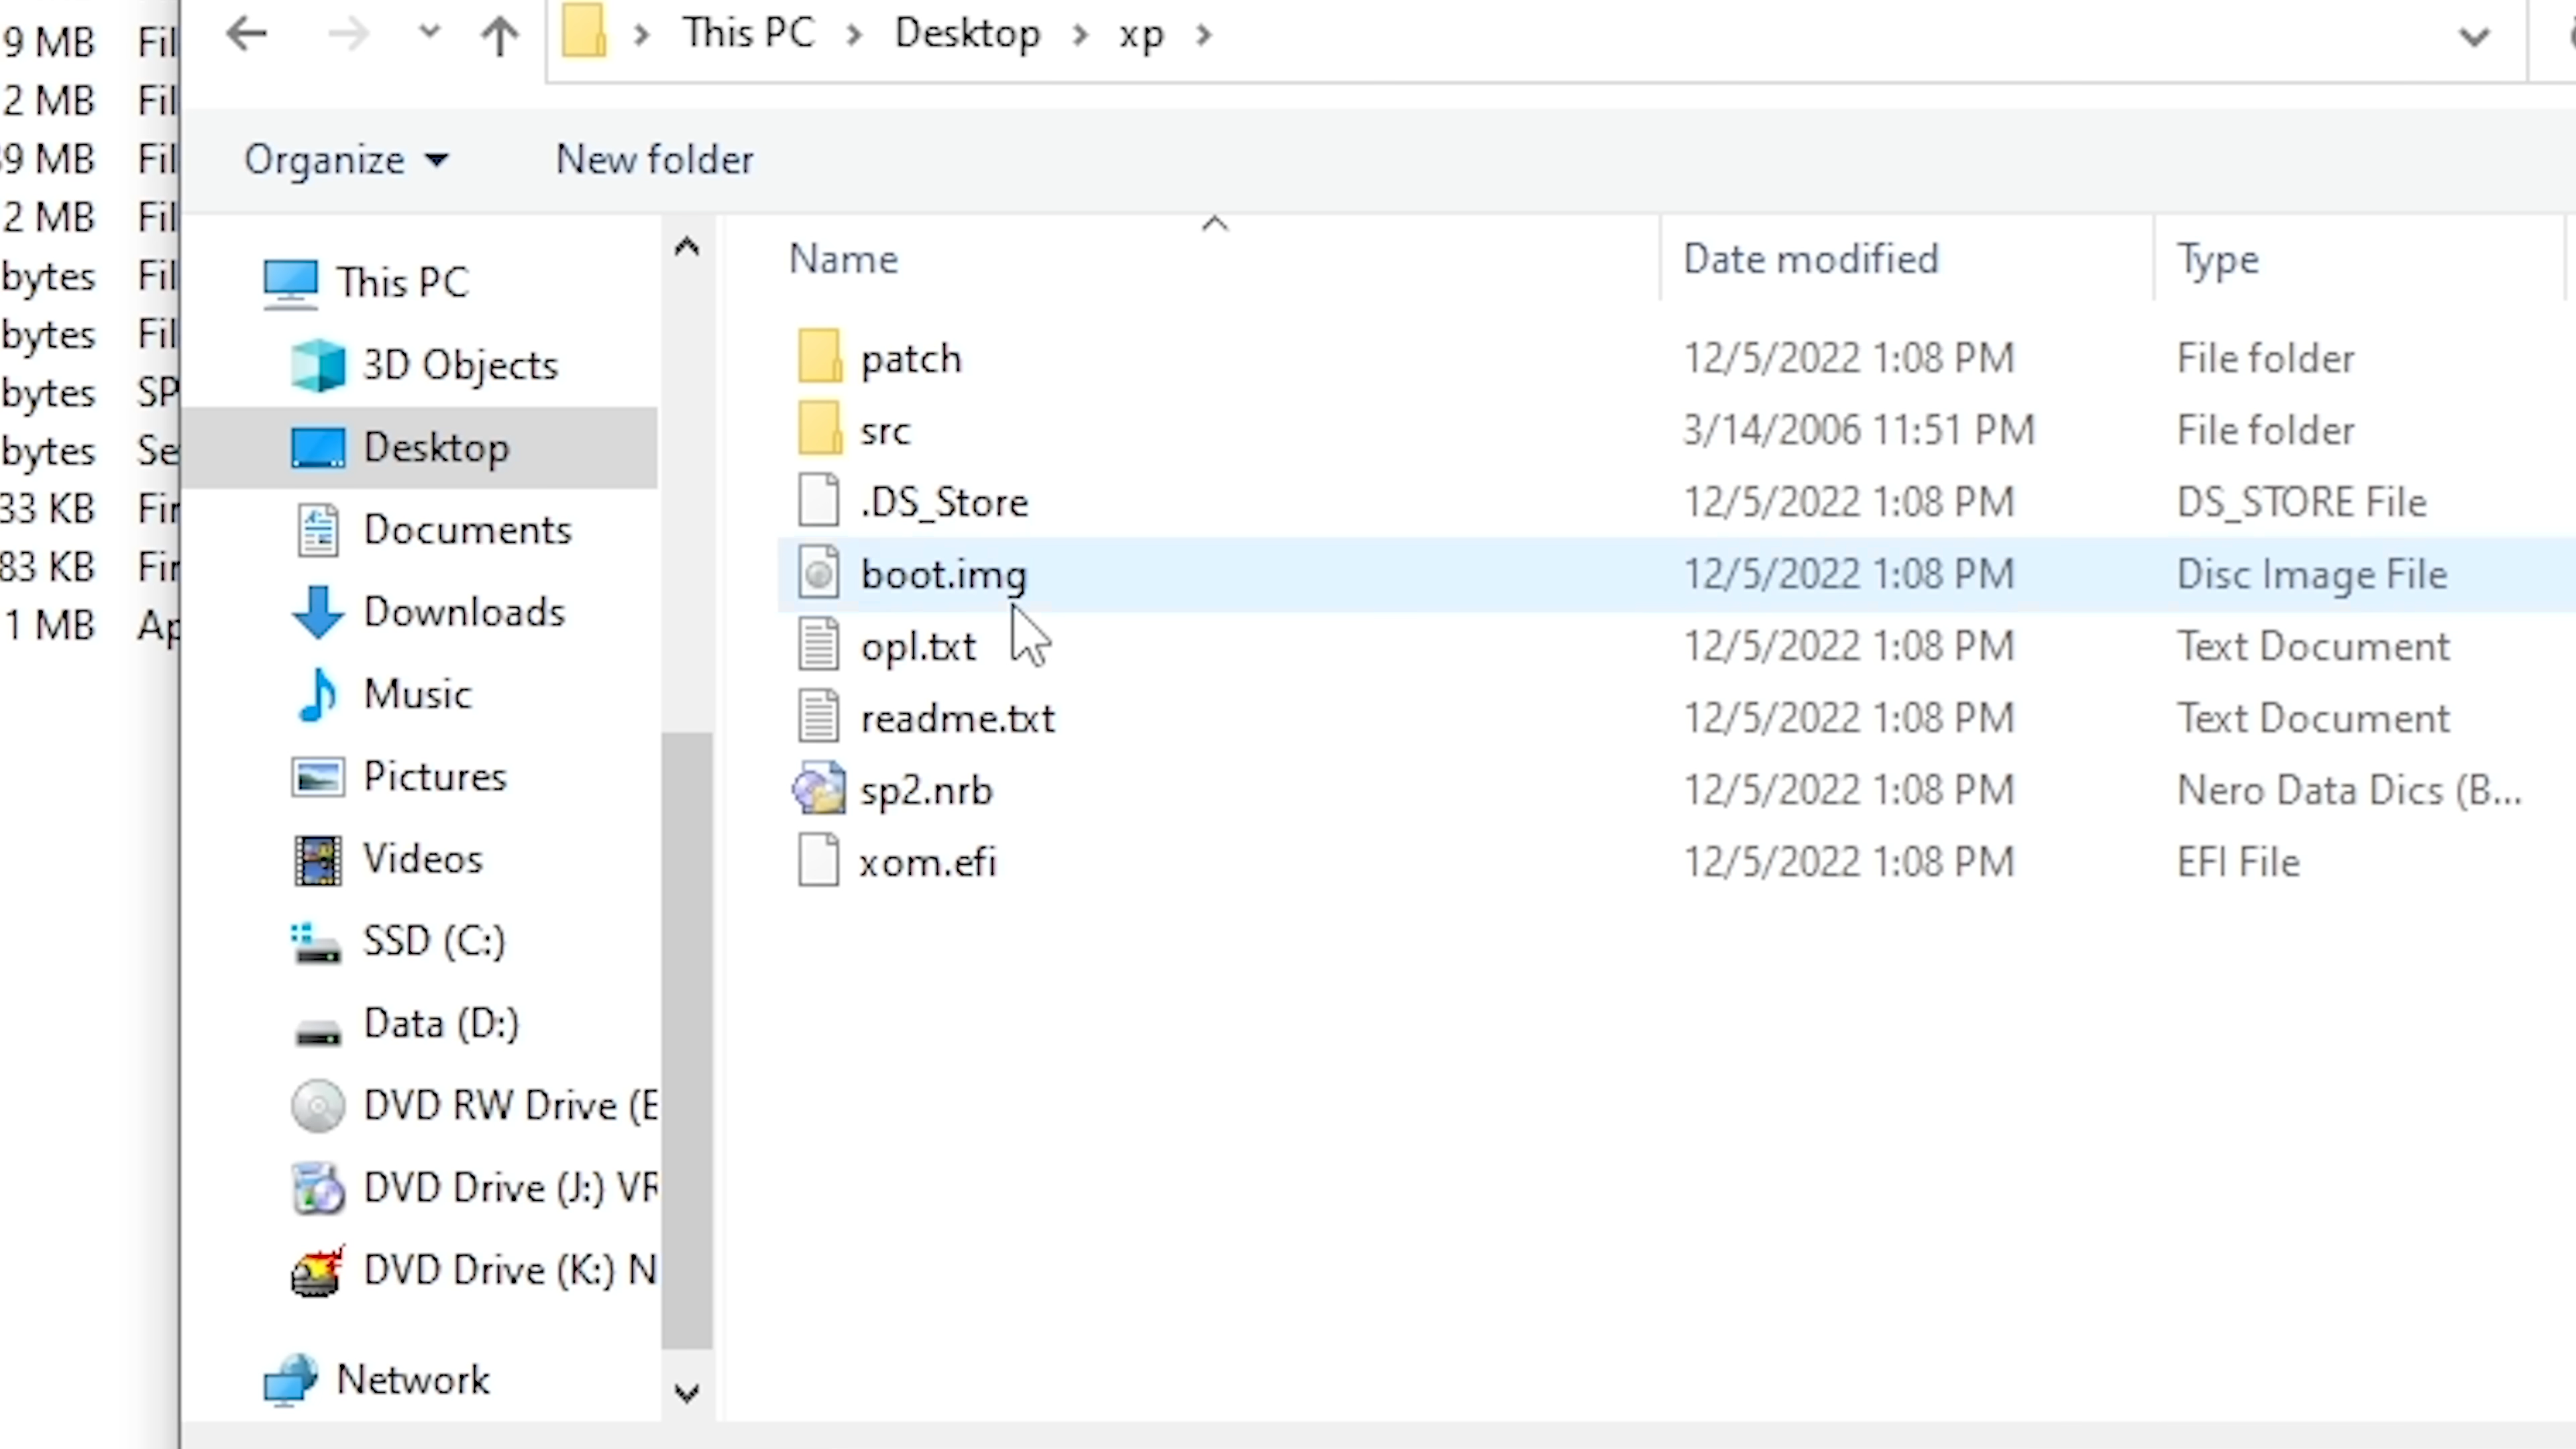 This PC > Desktop > xp >
Organize
New folder
9 MB Fil
2 MB Fil
9 MB Fil
2 MB Fil
bytes Fil
bytes Fil
bytes SP
bytes Se
33 KB Fir
83 KB Fir
1 MB Ap
This PC
3D Objects
Desktop
Documents
Downloads
Music
Pictures
Videos
SSD (C:)
Data (D:)
DVD RW Drive (E
DVD Drive (J:) VR
DVD Drive (K:) N
Network
Name Date modified Type
patch 12/5/2022 1:08 PM File folder
src 3/14/2006 11:51 PM File folder
.DS_Store 12/5/2022 1:08 PM DS_STORE File
boot.img 12/5/2022 1:08 PM Disc Image File
opl.txt 12/5/2022 1:08 PM Text Document
readme.txt 12/5/2022 1:08 PM Text Document
sp2.nrb 12/5/2022 1:08 PM Nero Data Dics (B...
xom.efi 12/5/2022 1:08 PM EFI File